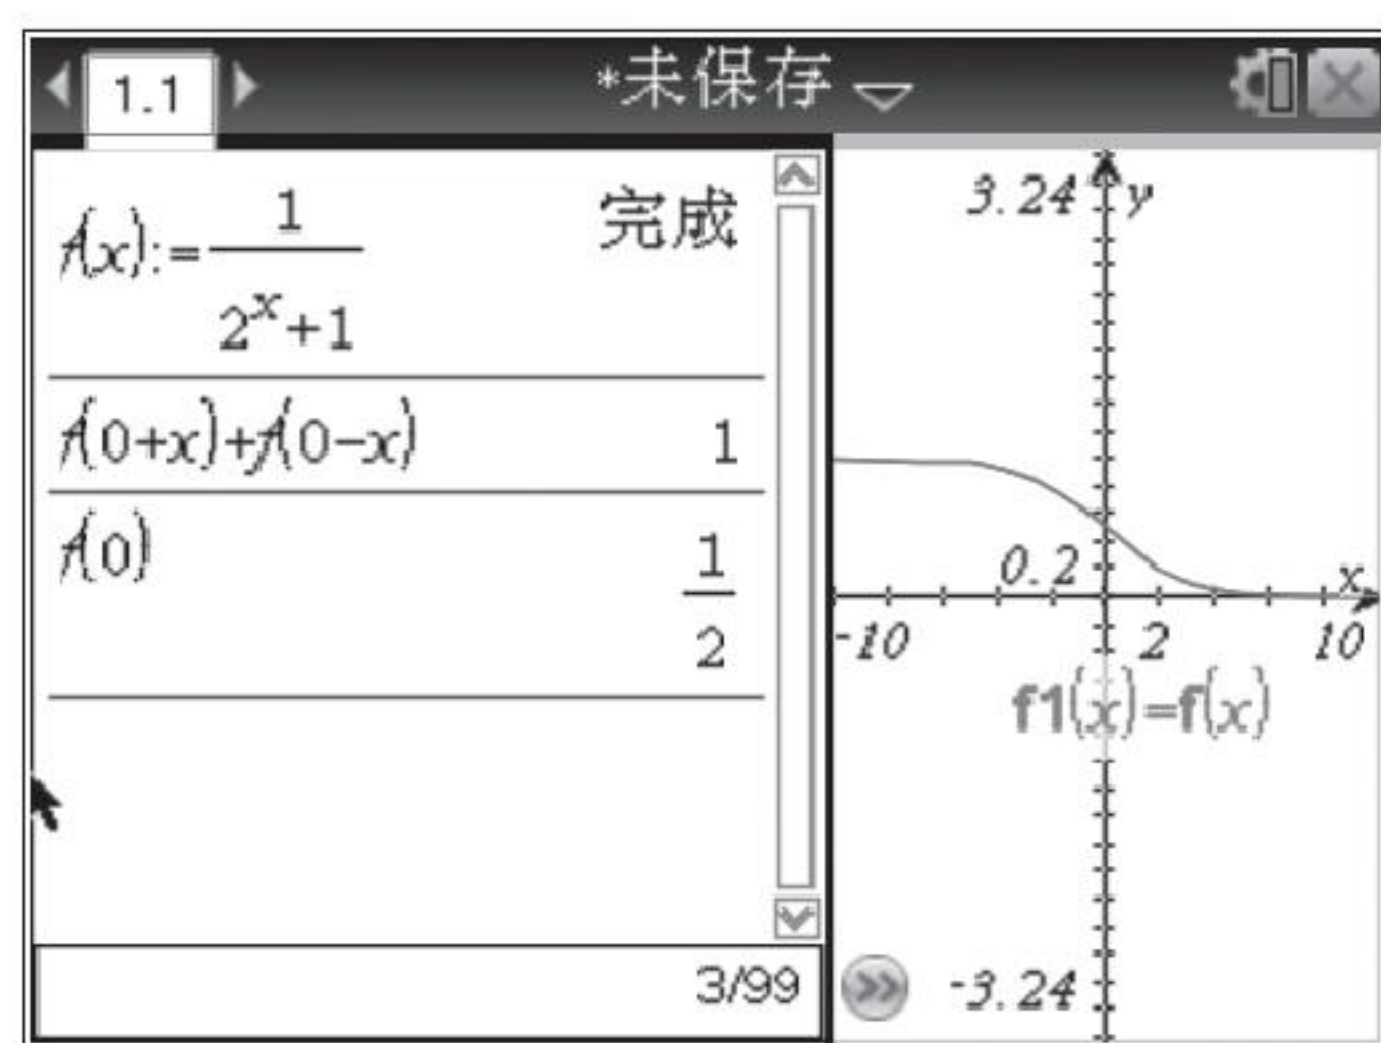 1.1 *未保存
f(x):=1/(2^x+1) 完成
f(0+x)+f(0-x) 1
f(0) 1/2
3/99
3.24 y
0.2 x
-10 2 10
f1(x)=f(x)
-3.24